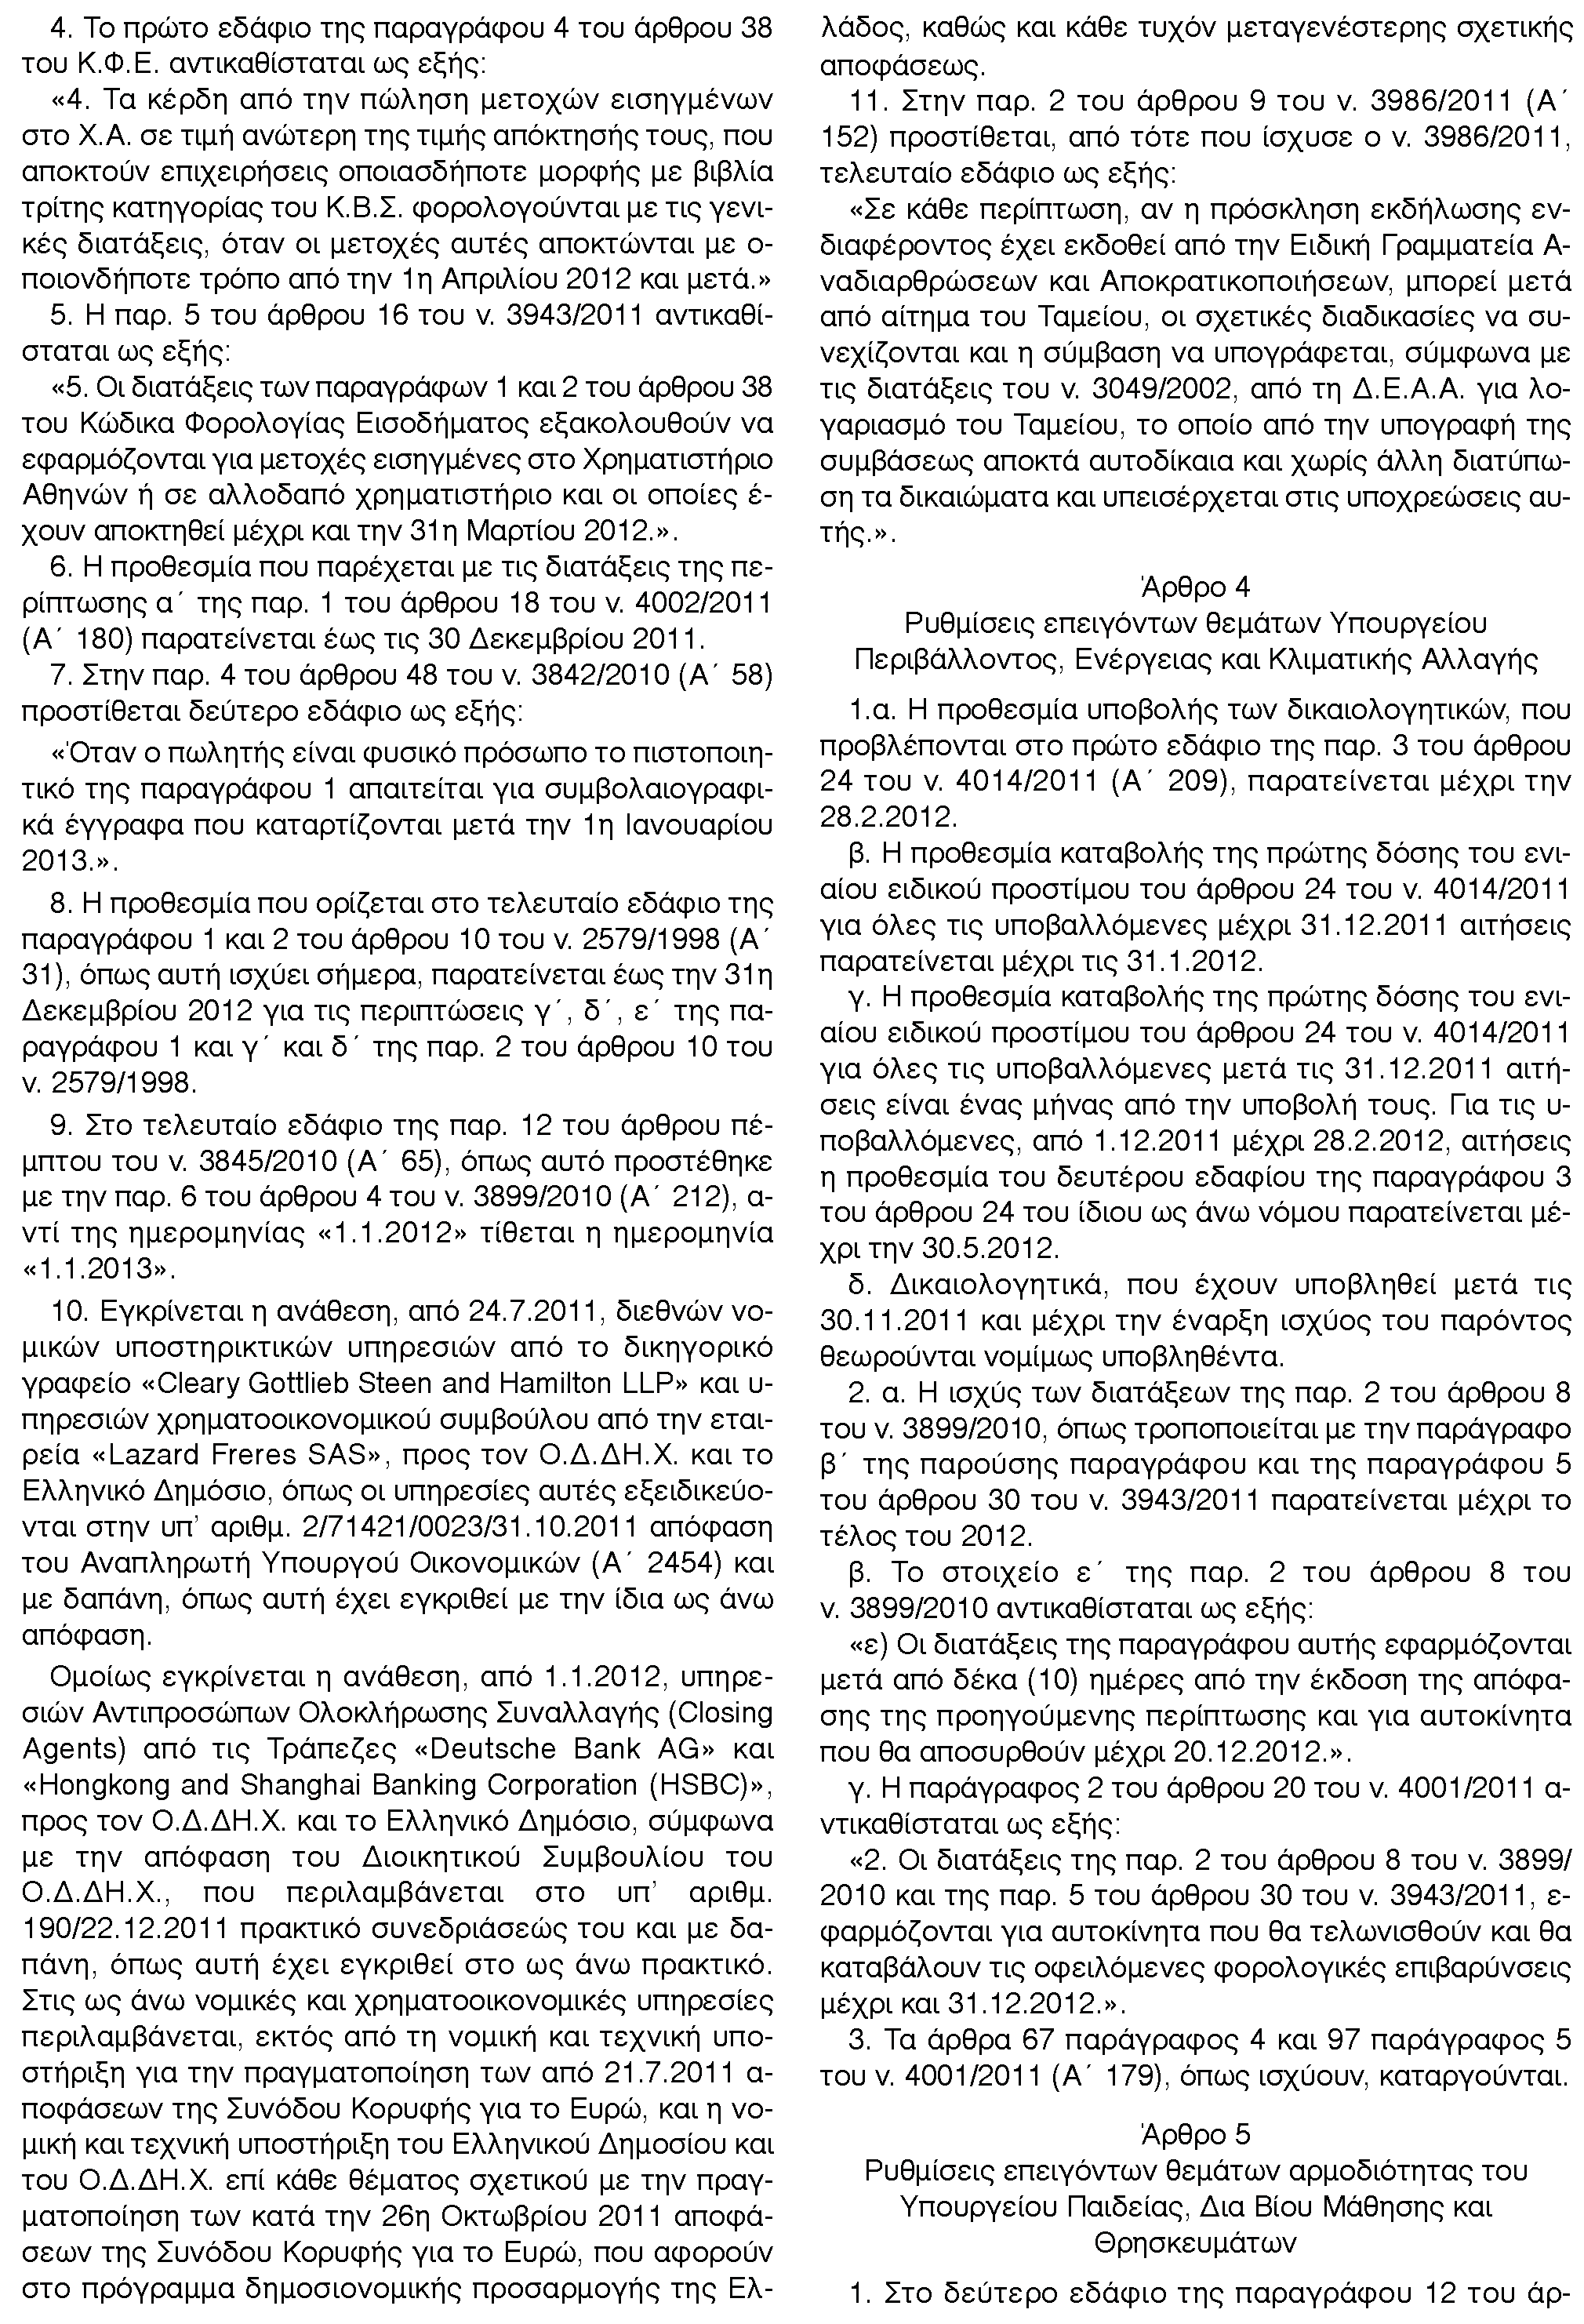 4. Το πρώτο εδάφιο της παραγράφου 4 του άρθρου 38
του Κ.Φ.Ε. αντικαθίσταται ως εξής:
«4. Τα κέρδη από την πώληση μετοχών εισηγμένων
στο Χ.Α. σε τιμή ανώτερη της τιμής απόκτησής τους, που
αποκτούν επιχειρήσεις οποιασδήποτε μορφής με βιβλία
τρίτης κατηγορίας του Κ.Β.Σ. φορολογούνται με τις γενι-
κές διατάξεις, όταν οι μετοχές αυτές αποκτώνται με ο-
ποιονδήποτε τρόπο από την 1η Απριλίου 2012 και μετά.»
5. Η παρ. 5 του άρθρου 16 του ν. 3943/2011 αντικαθί-
σταται ως εξής:
«5. Οι διατάξεις των παραγράφων 1 και 2 του άρθρου 38
του Κώδικα Φορολογίας Εισοδήματος εξακολουθούν να
εφαρμόζονται για μετοχές εισηγμένες στο Χρηματιστήριο
Αθηνών ή σε αλλοδαπό χρηματιστήριο και οι οποίες έ-
χουν αποκτηθεί μέχρι και την 31η Μαρτίου 2012.».
6. Η προθεσμία που παρέχεται με τις διατάξεις της πε-
ρίπτωσης α΄ της παρ. 1 του άρθρου 18 του ν. 4002/2011
(Α΄ 180) παρατείνεται έως τις 30 Δεκεμβρίου 2011.
7. Στην παρ. 4 του άρθρου 48 του ν. 3842/2010 (Α΄ 58)
προστίθεται δεύτερο εδάφιο ως εξής:
«Όταν ο πωλητής είναι φυσικό πρόσωπο το πιστοποιη-
τικό της παραγράφου 1 απαιτείται για συμβολαιογραφι-
κά έγγραφα που καταρτίζονται μετά την 1η Ιανουαρίου
2013.».
8. Η προθεσμία που ορίζεται στο τελευταίο εδάφιο της
παραγράφου 1 και 2 του άρθρου 10 του ν. 2579/1998 (Α΄
31), όπως αυτή ισχύει σήμερα, παρατείνεται έως την 31η
Δεκεμβρίου 2012 για τις περιπτώσεις γ΄, δ΄, ε΄ της πα-
ραγράφου 1 και γ΄ και δ΄ της παρ. 2 του άρθρου 10 του
ν. 2579/1998.
9. Στο τελευταίο εδάφιο της παρ. 12 του άρθρου πέ-
μπτου του ν. 3845/2010 (Α΄ 65), όπως αυτό προστέθηκε
με την παρ. 6 του άρθρου 4 του ν. 3899/2010 (Α΄ 212), α-
ντί της ημερομηνίας «1.1.2012» τίθεται η ημερομηνία
«1.1.2013».
10. Εγκρίνεται η ανάθεση, από 24.7.2011, διεθνών νο-
μικών υποστηρικτικών υπηρεσιών από το δικηγορικό
γραφείο «Cleary Gottlieb Steen and Hamilton LLP» και υ-
πηρεσιών χρηματοοικονομικού συμβούλου από την εται-
ρεία «Lazard Freres SAS», προς τον Ο.Δ.ΔΗ.Χ. και το
Ελληνικό Δημόσιο, όπως οι υπηρεσίες αυτές εξειδικεύο-
νται στην υπ’ αριθμ. 2/71421/0023/31.10.2011 απόφαση
του Αναπληρωτή Υπουργού Οικονομικών (Α΄ 2454) και
με δαπάνη, όπως αυτή έχει εγκριθεί με την ίδια ως άνω
απόφαση.
Ομοίως εγκρίνεται η ανάθεση, από 1.1.2012, υπηρε-
σιών Αντιπροσώπων Ολοκλήρωσης Συναλλαγής (Closing
Agents) από τις Τράπεζες «Deutsche Bank AG» και
«Hongkong and Shanghai Banking Corporation (HSBC)»,
προς τον Ο.Δ.ΔΗ.Χ. και το Ελληνικό Δημόσιο, σύμφωνα
με την απόφαση του Διοικητικού Συμβουλίου του
Ο.Δ.ΔΗ.Χ., που περιλαμβάνεται στο υπ’ αριθμ.
190/22.12.2011 πρακτικό συνεδριάσεώς του και με δα-
πάνη, όπως αυτή έχει εγκριθεί στο ως άνω πρακτικό.
Στις ως άνω νομικές και χρηματοοικονομικές υπηρεσίες
περιλαμβάνεται, εκτός από τη νομική και τεχνική υπο-
στήριξη για την πραγματοποίηση των από 21.7.2011 α-
ποφάσεων της Συνόδου Κορυφής για το Ευρώ, και η νο-
μική και τεχνική υποστήριξη του Ελληνικού Δημοσίου και
του Ο.Δ.ΔΗ.Χ. επί κάθε θέματος σχετικού με την πραγ-
ματοποίηση των κατά την 26η Οκτωβρίου 2011 αποφά-
σεων της Συνόδου Κορυφής για το Ευρώ, που αφορούν
στο πρόγραμμα δημοσιονομικής προσαρμογής της Ελ-
λάδος, καθώς και κάθε τυχόν μεταγενέστερης σχετικής
αποφάσεως.
11. Στην παρ. 2 του άρθρου 9 του ν. 3986/2011 (Α΄
152) προστίθεται, από τότε που ίσχυσε ο ν. 3986/2011,
τελευταίο εδάφιο ως εξής:
«Σε κάθε περίπτωση, αν η πρόσκληση εκδήλωσης εν-
διαφέροντος έχει εκδοθεί από την Ειδική Γραμματεία Α-
ναδιαρθρώσεων και Αποκρατικοποιήσεων, μπορεί μετά
από αίτημα του Ταμείου, οι σχετικές διαδικασίες να συ-
νεχίζονται και η σύμβαση να υπογράφεται, σύμφωνα με
τις διατάξεις του ν. 3049/2002, από τη Δ.Ε.Α.Α. για λο-
γαριασμό του Ταμείου, το οποίο από την υπογραφή της
συμβάσεως αποκτά αυτοδίκαια και χωρίς άλλη διατύπω-
ση τα δικαιώματα και υπεισέρχεται στις υποχρεώσεις αυ-
τής.».
Άρθρο 4
Ρυθμίσεις επειγόντων θεμάτων Υπουργείου
Περιβάλλοντος, Ενέργειας και Κλιματικής Αλλαγής
1.α. Η προθεσμία υποβολής των δικαιολογητικών, που
προβλέπονται στο πρώτο εδάφιο της παρ. 3 του άρθρου
24 του ν. 4014/2011 (Α΄ 209), παρατείνεται μέχρι την
28.2.2012.
β. Η προθεσμία καταβολής της πρώτης δόσης του ενι-
αίου ειδικού προστίμου του άρθρου 24 του ν. 4014/2011
για όλες τις υποβαλλόμενες μέχρι 31.12.2011 αιτήσεις
παρατείνεται μέχρι τις 31.1.2012.
γ. Η προθεσμία καταβολής της πρώτης δόσης του ενι-
αίου ειδικού προστίμου του άρθρου 24 του ν. 4014/2011
για όλες τις υποβαλλόμενες μετά τις 31.12.2011 αιτή-
σεις είναι ένας μήνας από την υποβολή τους. Για τις υ-
ποβαλλόμενες, από 1.12.2011 μέχρι 28.2.2012, αιτήσεις
η προθεσμία του δευτέρου εδαφίου της παραγράφου 3
του άρθρου 24 του ίδιου ως άνω νόμου παρατείνεται μέ-
χρι την 30.5.2012.
δ. Δικαιολογητικά, που έχουν υποβληθεί μετά τις
30.11.2011 και μέχρι την έναρξη ισχύος του παρόντος
θεωρούνται νομίμως υποβληθέντα.
2. α. Η ισχύς των διατάξεων της παρ. 2 του άρθρου 8
του ν. 3899/2010, όπως τροποποιείται με την παράγραφο
β΄ της παρούσης παραγράφου και της παραγράφου 5
του άρθρου 30 του ν. 3943/2011 παρατείνεται μέχρι το
τέλος του 2012.
β. Το στοιχείο ε΄ της παρ. 2 του άρθρου 8 του
ν. 3899/2010 αντικαθίσταται ως εξής:
«ε) Οι διατάξεις της παραγράφου αυτής εφαρμόζονται
μετά από δέκα (10) ημέρες από την έκδοση της απόφα-
σης της προηγούμενης περίπτωσης και για αυτοκίνητα
που θα αποσυρθούν μέχρι 20.12.2012.».
γ. Η παράγραφος 2 του άρθρου 20 του ν. 4001/2011 α-
ντικαθίσταται ως εξής:
«2. Οι διατάξεις της παρ. 2 του άρθρου 8 του ν. 3899/
2010 και της παρ. 5 του άρθρου 30 του ν. 3943/2011, ε-
φαρμόζονται για αυτοκίνητα που θα τελωνισθούν και θα
καταβάλουν τις οφειλόμενες φορολογικές επιβαρύνσεις
μέχρι και 31.12.2012.».
3. Τα άρθρα 67 παράγραφος 4 και 97 παράγραφος 5
του ν. 4001/2011 (Α΄ 179), όπως ισχύουν, καταργούνται.
Άρθρο 5
Ρυθμίσεις επειγόντων θεμάτων αρμοδιότητας του
Υπουργείου Παιδείας, Δια Βίου Μάθησης και
Θρησκευμάτων
1. Στο δεύτερο εδάφιο της παραγράφου 12 του άρ-